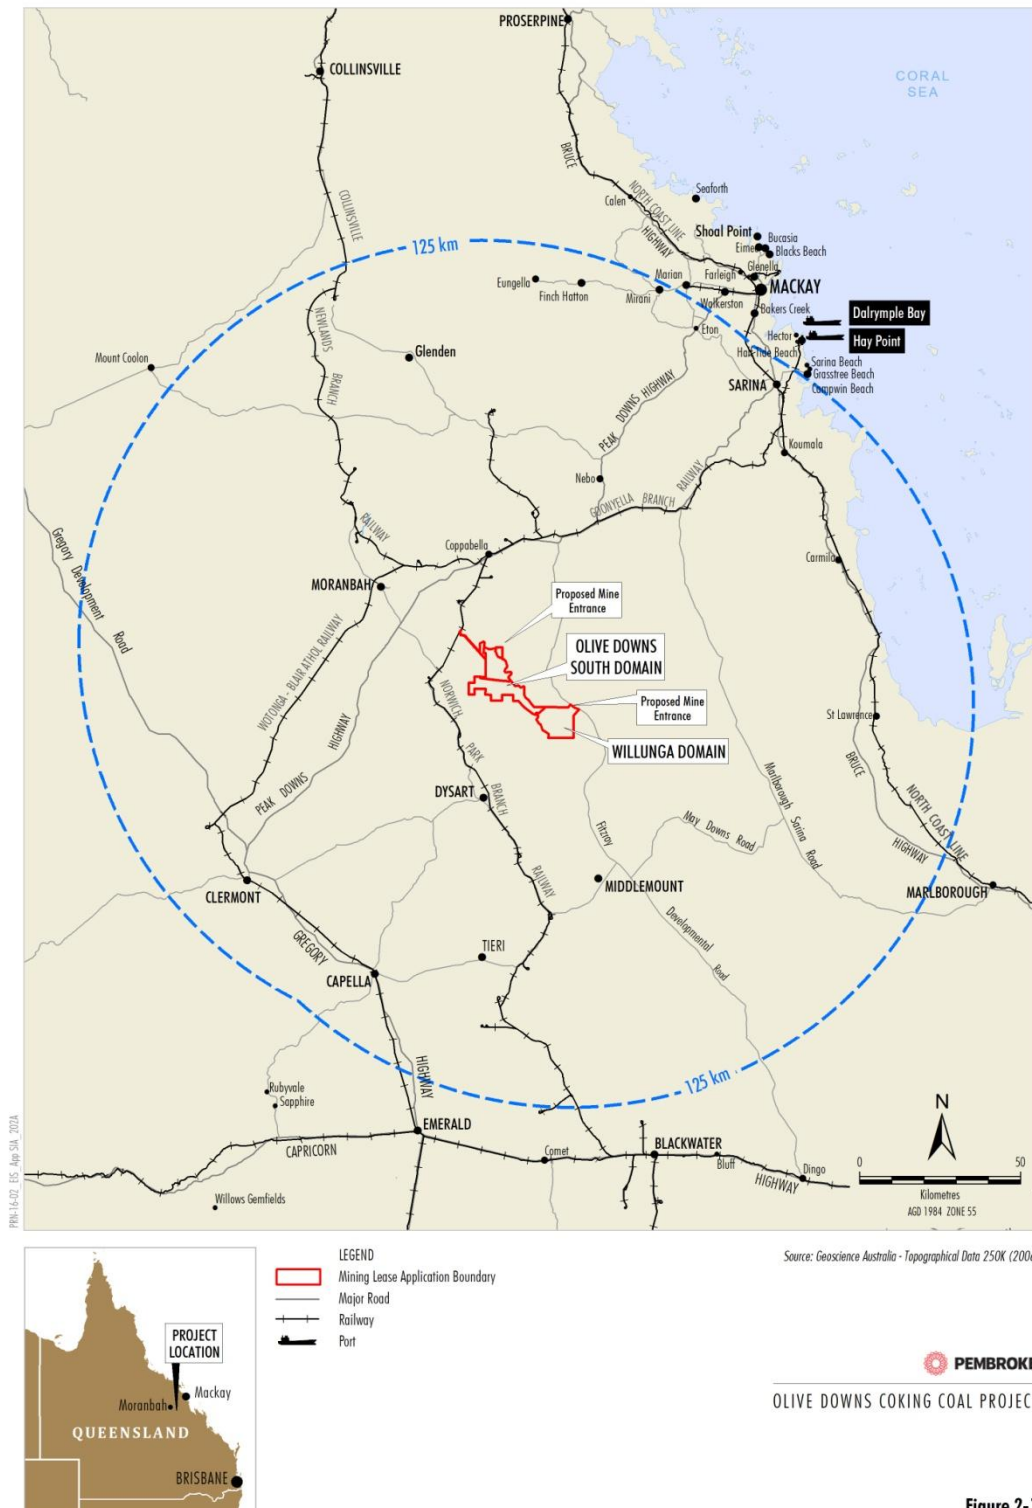 PROSERPINE
COLLINSVILLE
CORAL
SEA
BRUCE
Seaforth
Calen
NORTH COAST LINE
HIGHWAY
COLLINSVILLE
Shoal Point
Bucasia
Eimeo
Blacks Beach
125 km
Glenella
Farleigh
Marian
Eungella
Finch Hatton
Mirani
Walkerston
MACKAY
Bakers Creek
Dalrymple Bay
Eton
Hector
Hay Point
Half Tide Beach
NEWLANDS
BRANCH
RAILWAY
Mount Coolon
Glenden
Sarina Beach
Grasstree Beach
Campwin Beach
SARINA
PEAK DOWNS HIGHWAY
Koumala
Nebo
GOONYELLA BRANCH RAILWAY
Coppabella
Carmila
Gregory Development Road
MORANBAH
Proposed Mine
Entrance
OLIVE DOWNS
SOUTH DOMAIN
WOTONGA - BLAIR ATHOL RAILWAY
NORWICH
PARK
BRANCH
RAILWAY
Proposed Mine
Entrance
St Lawrence
WILLUNGA DOMAIN
PEAK DOWNS HIGHWAY
DYSART
Fitzroy
Developmental
Road
May Downs Road
Marlborough Sarina Road
BRUCE
HIGHWAY
NORTH COAST LINE
CLERMONT
MIDDLEMOUNT
MARLBOROUGH
GREGORY
HIGHWAY
TIERI
CAPELLA
125 km
Rubyvale
Sapphire
EMERALD
CAPRICORN
HIGHWAY
Comet
BLACKWATER
Bluff
Dingo
Willows Gemfields
N
0
50
Kilometres
AGD 1984 ZONE 55
PRN-16-02_EIS_App SIA_202A
Source: Geoscience Australia - Topographical Data 250K (200
LEGEND
Mining Lease Application Boundary
Major Road
Railway
Port
PROJECT
LOCATION
Moranbah
Mackay
QUEENSLAND
BRISBANE
PEMBROKE
OLIVE DOWNS COKING COAL PROJEC
Figure 2-